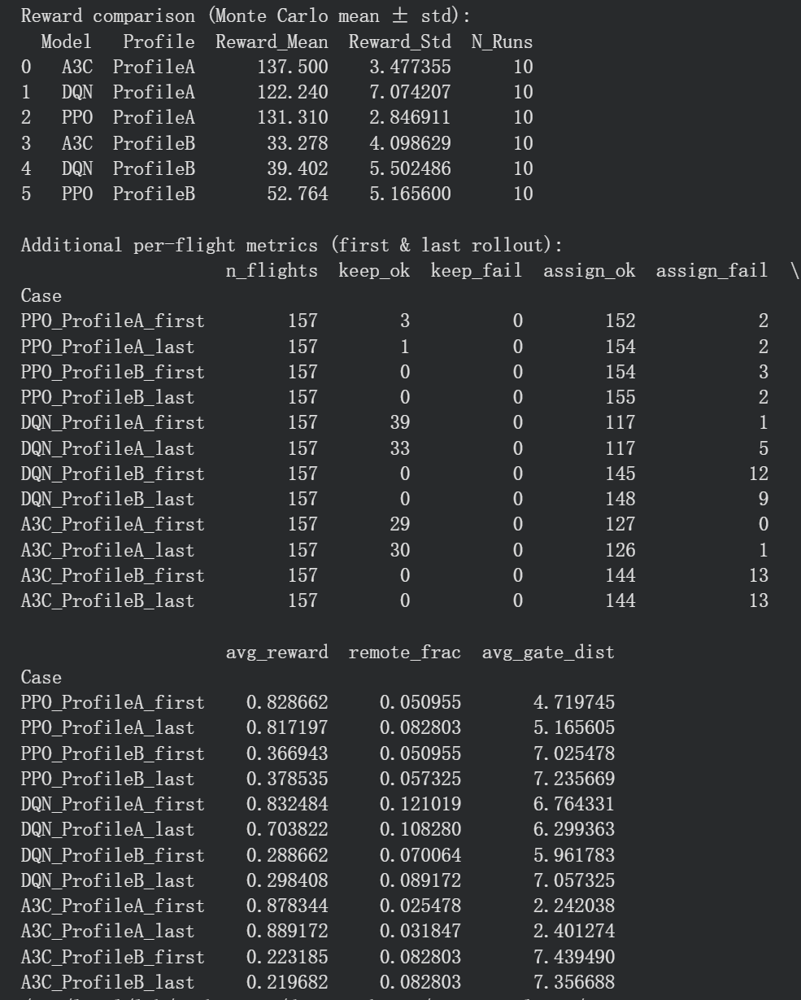 Reward comparison (Monte Carlo mean ± std):
Model Profile Reward_Mean Reward_Std N_Runs
0 A3C ProfileA 137.500 3.477355 10
1 DQN ProfileA 122.240 7.074207 10
2 PPO ProfileA 131.310 2.846911 10
3 A3C ProfileB 33.278 4.098629 10
4 DQN ProfileB 39.402 5.502486 10
5 PPO ProfileB 52.764 5.165600 10
Additional per-flight metrics (first & last rollout):
n_flights keep_ok keep_fail assign_ok assign_fail \
Case
PPO_ProfileA_first 157 3 0 152 2
PPO_ProfileA_last 157 1 0 154 2
PPO_ProfileB_first 157 0 0 154 3
PPO_ProfileB_last 157 0 0 155 2
DQN_ProfileA_first 157 39 0 117 1
DQN_ProfileA_last 157 33 0 117 5
DQN_ProfileB_first 157 0 0 145 12
DQN_ProfileB_last 157 0 0 148 9
A3C_ProfileA_first 157 29 0 127 0
A3C_ProfileA_last 157 30 0 126 1
A3C_ProfileB_first 157 0 0 144 13
A3C_ProfileB_last 157 0 0 144 13
avg_reward remote_frac avg_gate_dist
Case
PPO_ProfileA_first 0.828662 0.050955 4.719745
PPO_ProfileA_last 0.817197 0.082803 5.165605
PPO_ProfileB_first 0.366943 0.050955 7.025478
PPO_ProfileB_last 0.378535 0.057325 7.235669
DQN_ProfileA_first 0.832484 0.121019 6.764331
DQN_ProfileA_last 0.703822 0.108280 6.299363
DQN_ProfileB_first 0.288662 0.070064 5.961783
DQN_ProfileB_last 0.298408 0.089172 7.057325
A3C_ProfileA_first 0.878344 0.025478 2.242038
A3C_ProfileA_last 0.889172 0.031847 2.401274
A3C_ProfileB_first 0.223185 0.082803 7.439490
A3C_ProfileB_last 0.219682 0.082803 7.356688